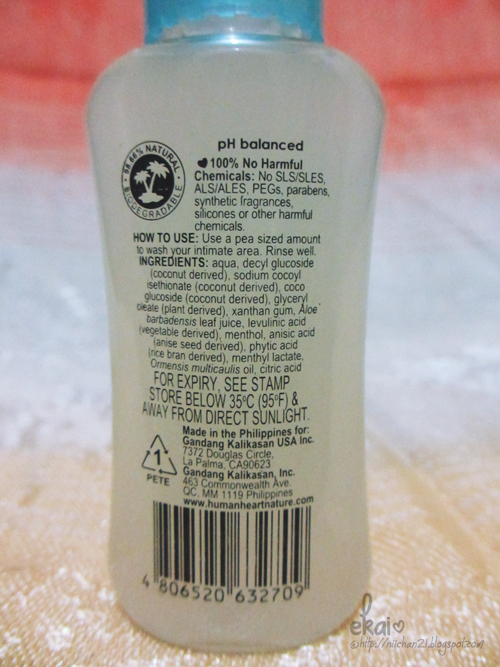 pH balanced
98.66% NATURAL • BIODEGRADABLE •
♥100% No Harmful
Chemicals: No SLS/SLES,
ALS/ALES, PEGs, parabens,
synthetic fragrances,
silicones or other harmful
chemicals.
HOW TO USE: Use a pea sized amount
to wash your intimate area. Rinse well.
INGREDIENTS: aqua, decyl glucoside
(coconut derived), sodium cocoyl
isethionate (coconut derived), coco
glucoside (coconut derived), glyceryl
oleate (plant derived), xanthan gum, Aloe
barbadensis leaf juice, levulinic acid
(vegetable derived), menthol, anisic acid
(anise seed derived), phytic acid
(rice bran derived), menthyl lactate,
Ormensis multicaulis oil, citric acid
FOR EXPIRY, SEE STAMP
STORE BELOW 35ºC (95ºF) &
AWAY FROM DIRECT SUNLIGHT.
Made in the Philippines for:
Gandang Kalikasan USA Inc.
7372 Douglas Circle,
La Palma, CA90623
Gandang Kalikasan, Inc.
463 Commonwealth Ave.
QC, MM 1119 Philippines
www.humanheartnature.com
1
PETE
4 806520 632709
ekai♡
©http://niichan21.blogspot.com